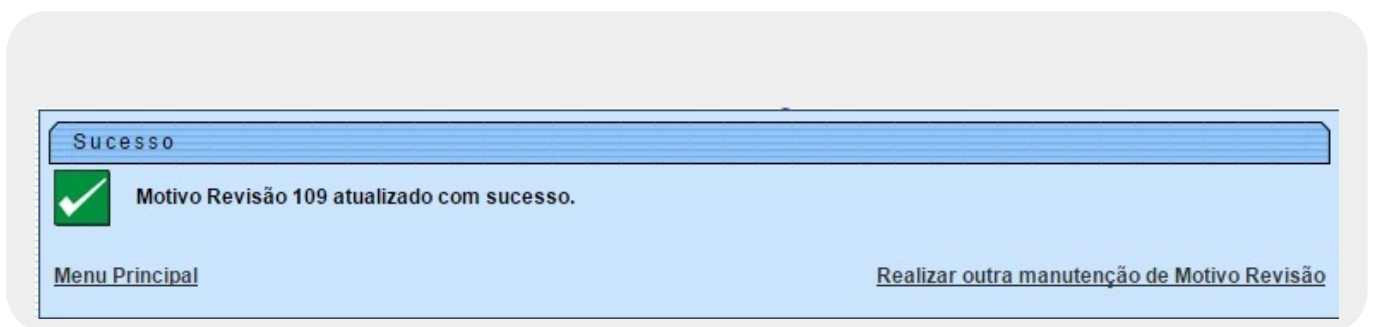 Sucesso
Motivo Revisão 109 atualizado com sucesso.
Menu Principal
Realizar outra manutenção de Motivo Revisão